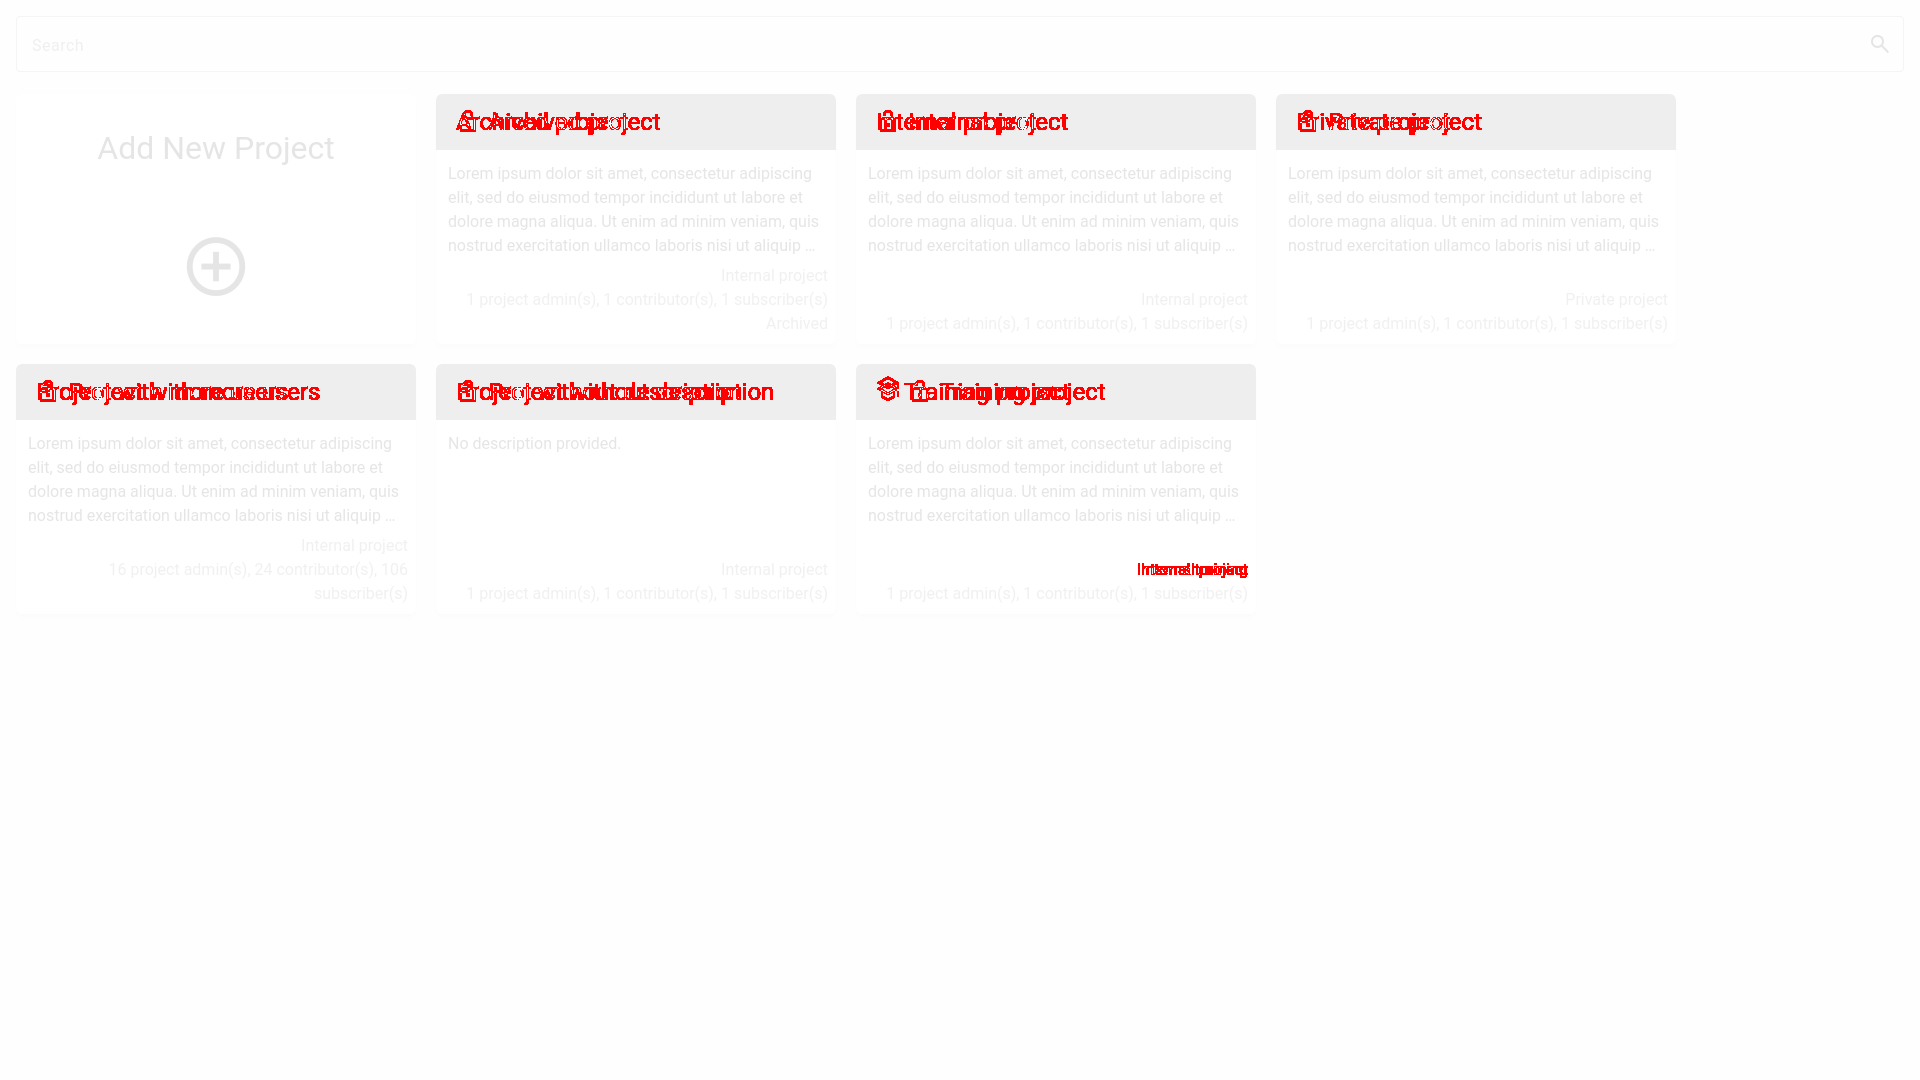 Search
Add New Project
Archived project
Lorem ipsum dolor sit amet, consectetur adipiscing
elit, sed do eiusmod tempor incididunt ut labore et
dolore magna aliqua. Ut enim ad minim veniam, quis
nostrud exercitation ullamco laboris nisi ut aliquip ...
Internal project
1 project admin(s), 1 contributor(s), 1 subscriber(s)
Archived
Internal project
Lorem ipsum dolor sit amet, consectetur adipiscing
elit, sed do eiusmod tempor incididunt ut labore et
dolore magna aliqua. Ut enim ad minim veniam, quis
nostrud exercitation ullamco laboris nisi ut aliquip ...
Internal project
1 project admin(s), 1 contributor(s), 1 subscriber(s)
Private project
Lorem ipsum dolor sit amet, consectetur adipiscing
elit, sed do eiusmod tempor incididunt ut labore et
dolore magna aliqua. Ut enim ad minim veniam, quis
nostrud exercitation ullamco laboris nisi ut aliquip ...
Private project
1 project admin(s), 1 contributor(s), 1 subscriber(s)
Project with more users
Lorem ipsum dolor sit amet, consectetur adipiscing
elit, sed do eiusmod tempor incididunt ut labore et
dolore magna aliqua. Ut enim ad minim veniam, quis
nostrud exercitation ullamco laboris nisi ut aliquip ...
Internal project
16 project admin(s), 24 contributor(s), 106
subscriber(s)
Project without description
No description provided.
Internal project
1 project admin(s), 1 contributor(s), 1 subscriber(s)
Training project
Lorem ipsum dolor sit amet, consectetur adipiscing
elit, sed do eiusmod tempor incididunt ut labore et
dolore magna aliqua. Ut enim ad minim veniam, quis
nostrud exercitation ullamco laboris nisi ut aliquip ...
1 project admin(s), 1 contributor(s), 1 subscriber(s)